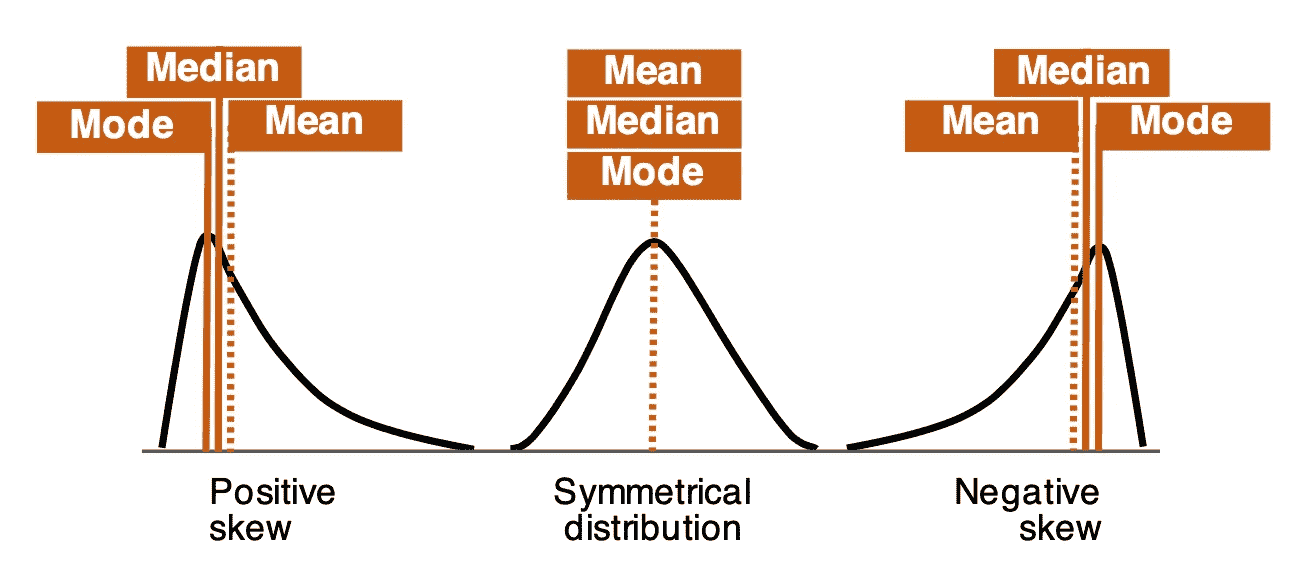 Median
Mode
Mean
Positive
skew
Mean
Median
Mode
Symmetrical
distribution
Median
Mean
Mode
Negative
skew